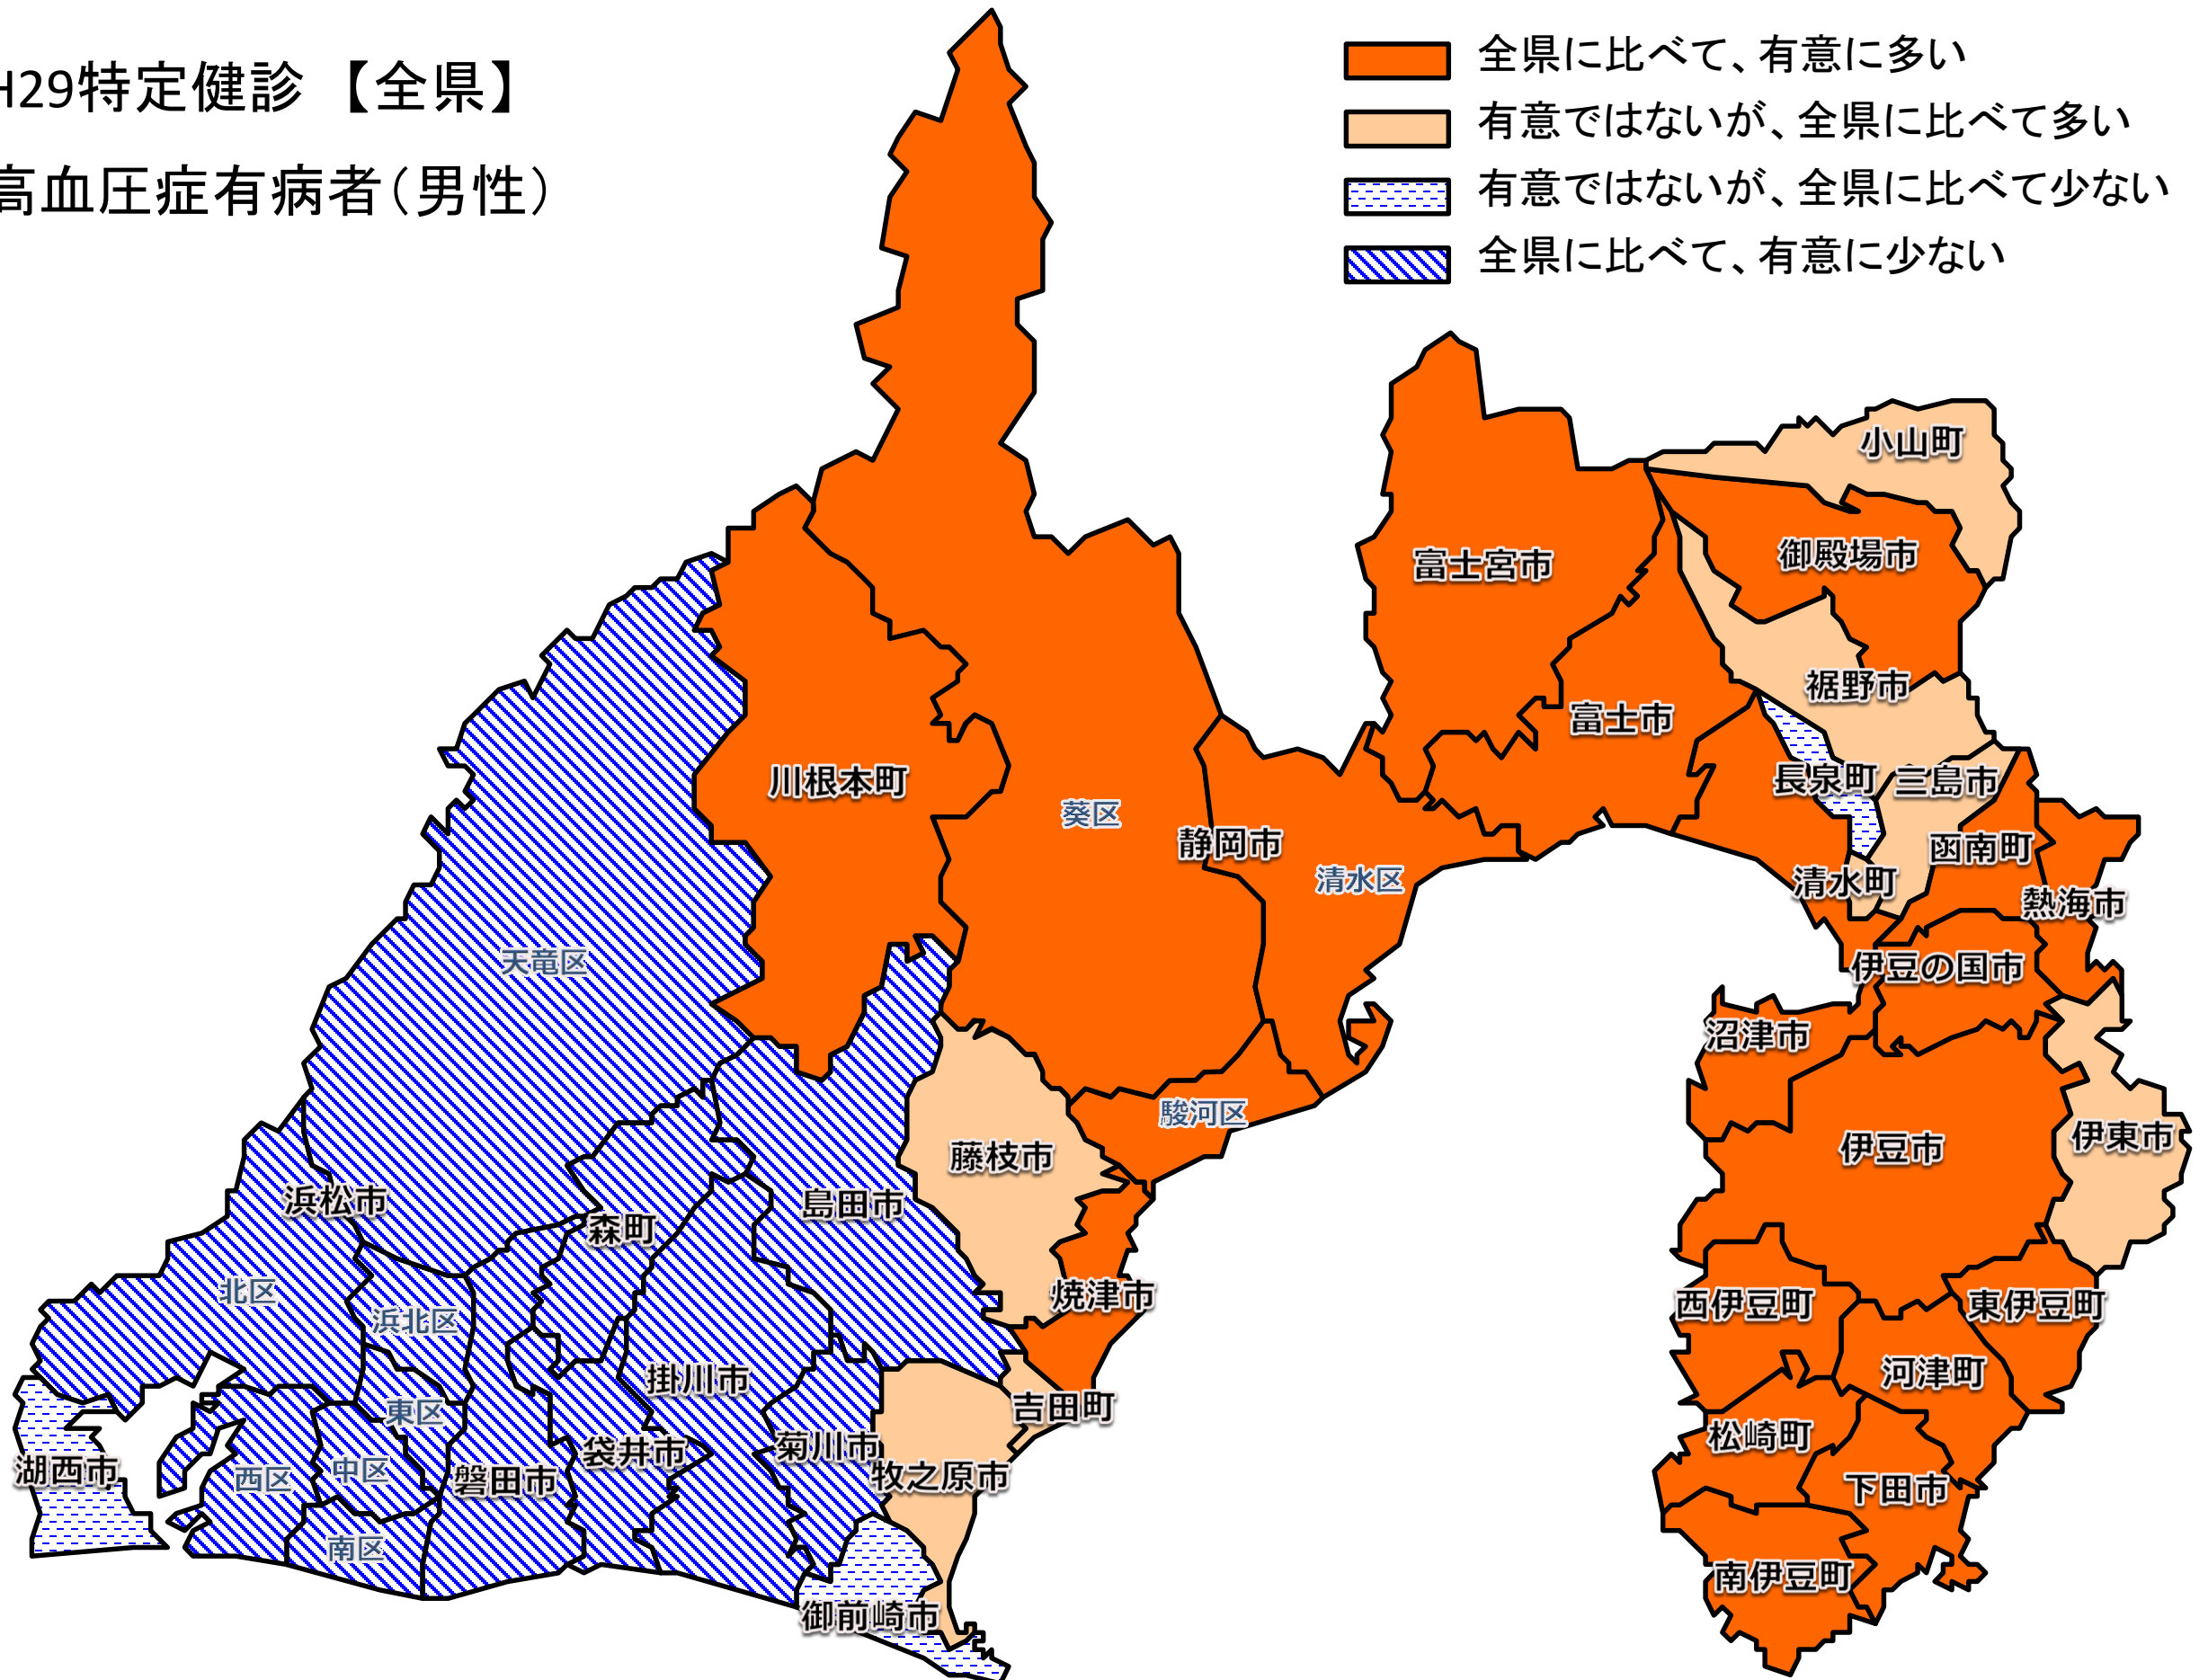 H29特定健診 【全県】
高血圧症有病者(男性)
全県に比べて、有意に多い
有意ではないが、全県に比べて多い
有意ではないが、全県に比べて少ない
全県に比べて、有意に少ない
小山町
御殿場市
富士宮市
裾野市
富士市
長泉町
三島市
川根本町
葵区
静岡市
函南町
清水区
清水町
熱海市
天竜区
伊豆の国市
沼津市
駿河区
伊東市
伊豆市
藤枝市
浜松市
島田市
森町
北区
焼津市
西伊豆町
東伊豆町
浜北区
掛川市
河津町
東区
吉田町
松崎町
袋井市
菊川市
湖西市
西区
中区
磐田市
牧之原市
下田市
南区
南伊豆町
御前崎市